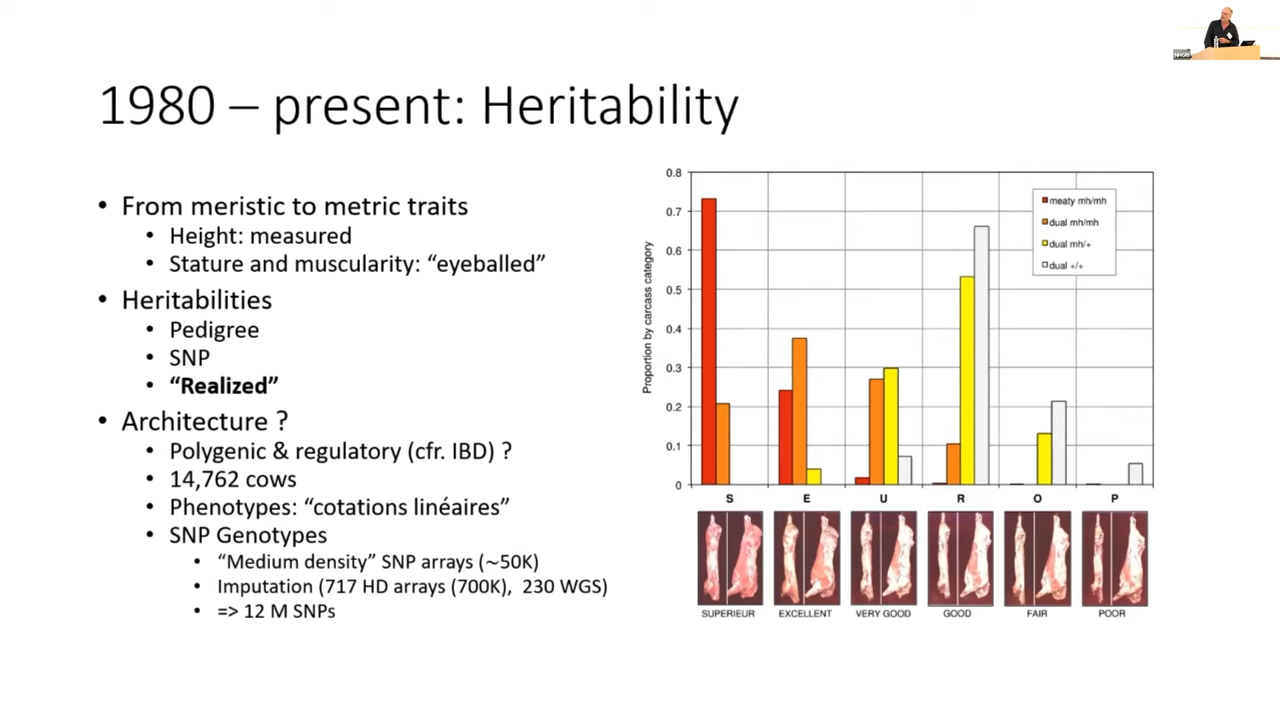 NHGRI
1980 – present: Heritability
• From meristic to metric traits
• Height: measured
• Stature and muscularity: “eyeballed”
• Heritabilities
• Pedigree
• SNP
• “Realized”
• Architecture ?
• Polygenic & regulatory (cfr. IBD) ?
• 14,762 cows
• Phenotypes: “cotations linéaires”
• SNP Genotypes
• “Medium density” SNP arrays (~50K)
• Imputation (717 HD arrays (700K), 230 WGS)
• => 12 M SNPs
Proportion by carcass category
0.8
0.7
0.6
0.5
0.4
0.3
0.2
0.1
0
meaty mh/mh
dual mh/mh
dual mh/+
dual +/+
S E U R O P
SUPERIEUR EXCELLENT VERY GOOD GOOD FAIR POOR